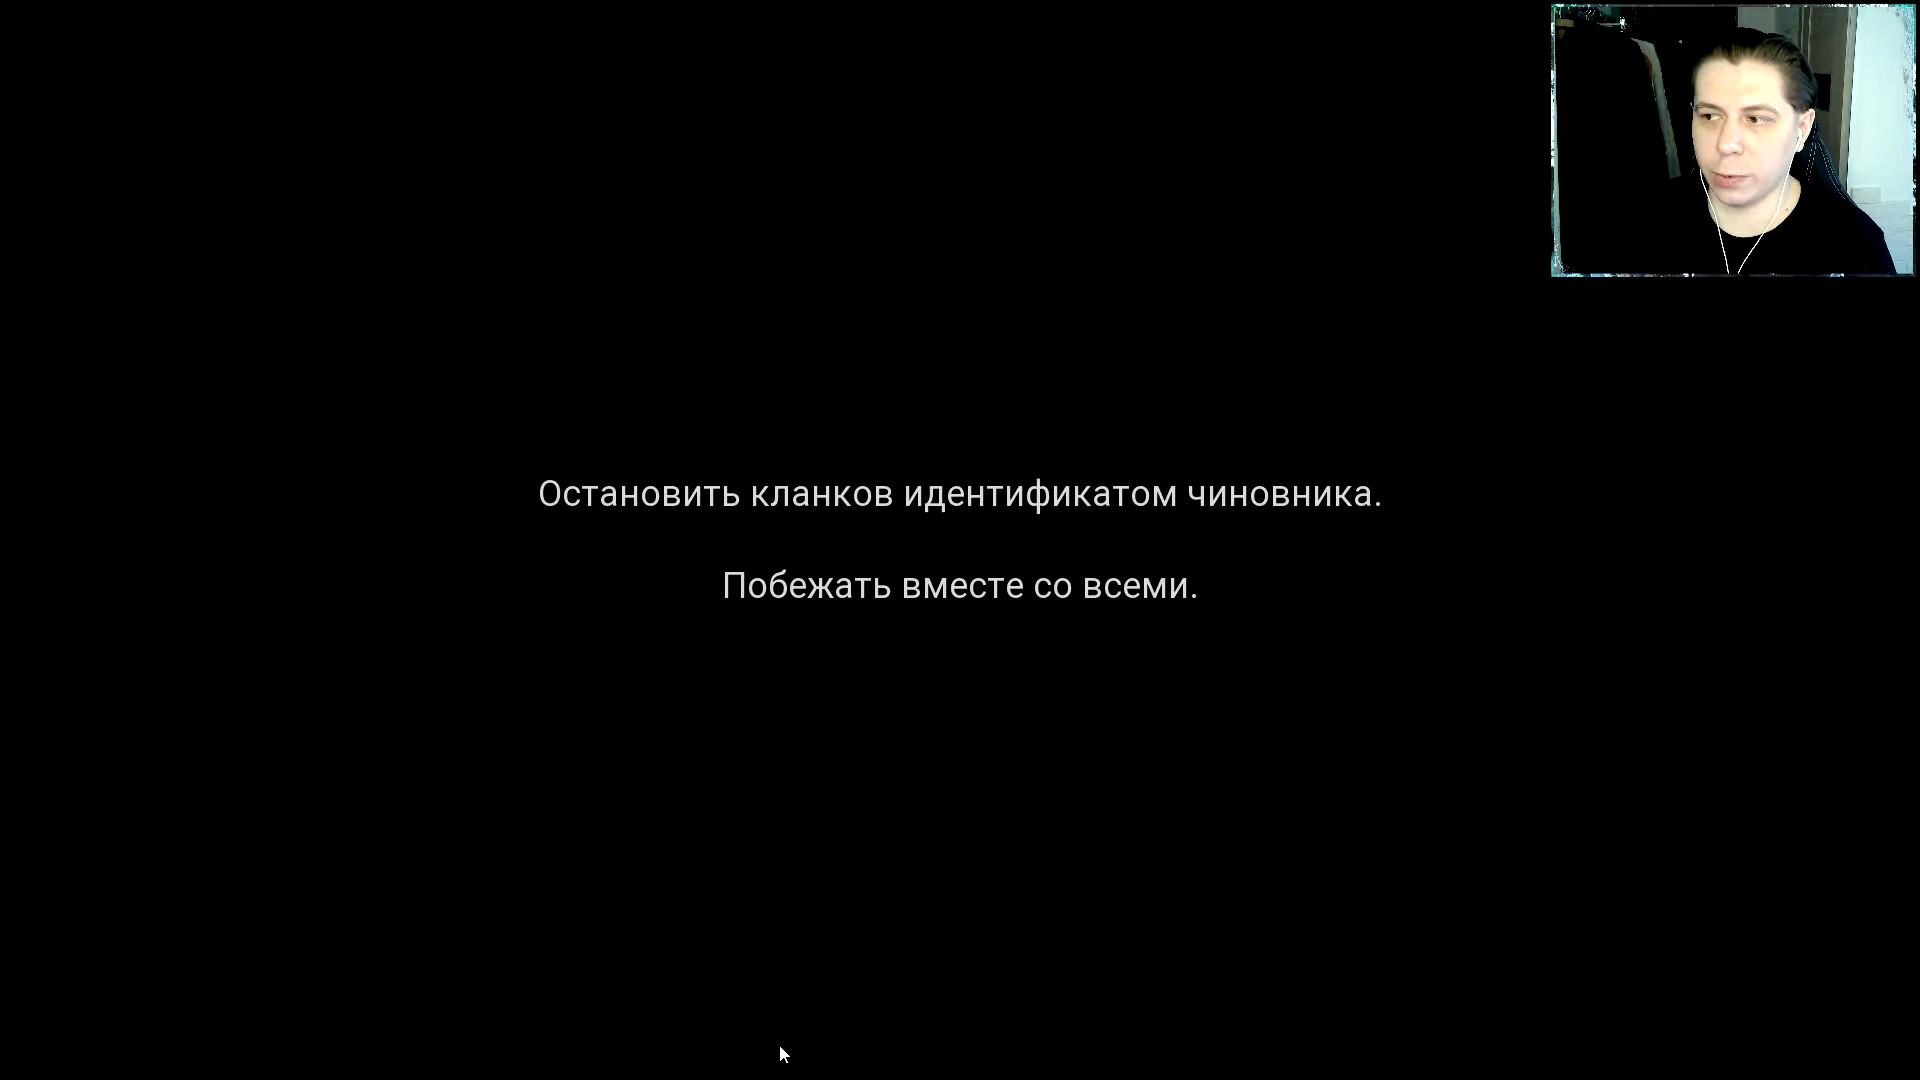 Остановить кланков идентификатом чиновника.
Побежать вместе со всеми.